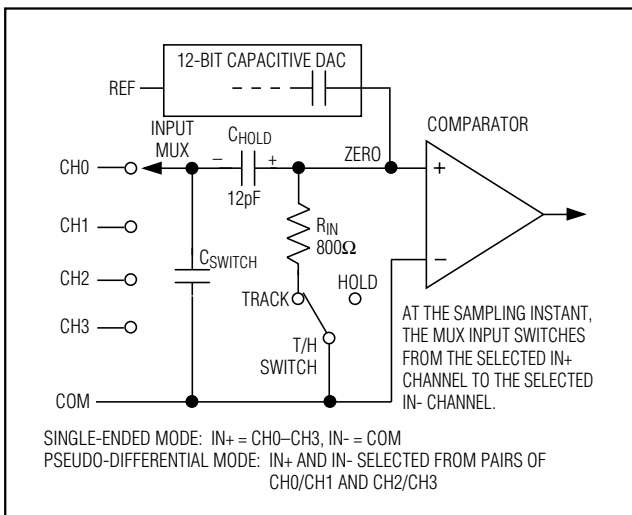 12-BIT CAPACITIVE DAC
REF
INPUT
MUX
C_HOLD
COMPARATOR
ZERO
CH0
− +
12pF
+
R_IN
800Ω
CH1
C_SWITCH
−
HOLD
CH2
TRACK
CH3
T/H
SWITCH
AT THE SAMPLING INSTANT,
THE MUX INPUT SWITCHES
FROM THE SELECTED IN+
CHANNEL TO THE SELECTED
IN- CHANNEL.
COM
SINGLE-ENDED MODE: IN+ = CH0–CH3, IN- = COM
PSEUDO-DIFFERENTIAL MODE: IN+ AND IN- SELECTED FROM PAIRS OF
CH0/CH1 AND CH2/CH3